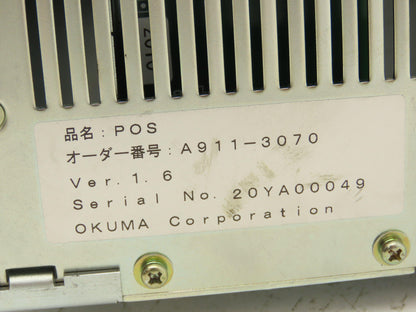 品名: POS
オーダー番号: A911-3070
Ver. 1. 6
Serial No. 20YA00049
OKUMA Corporation